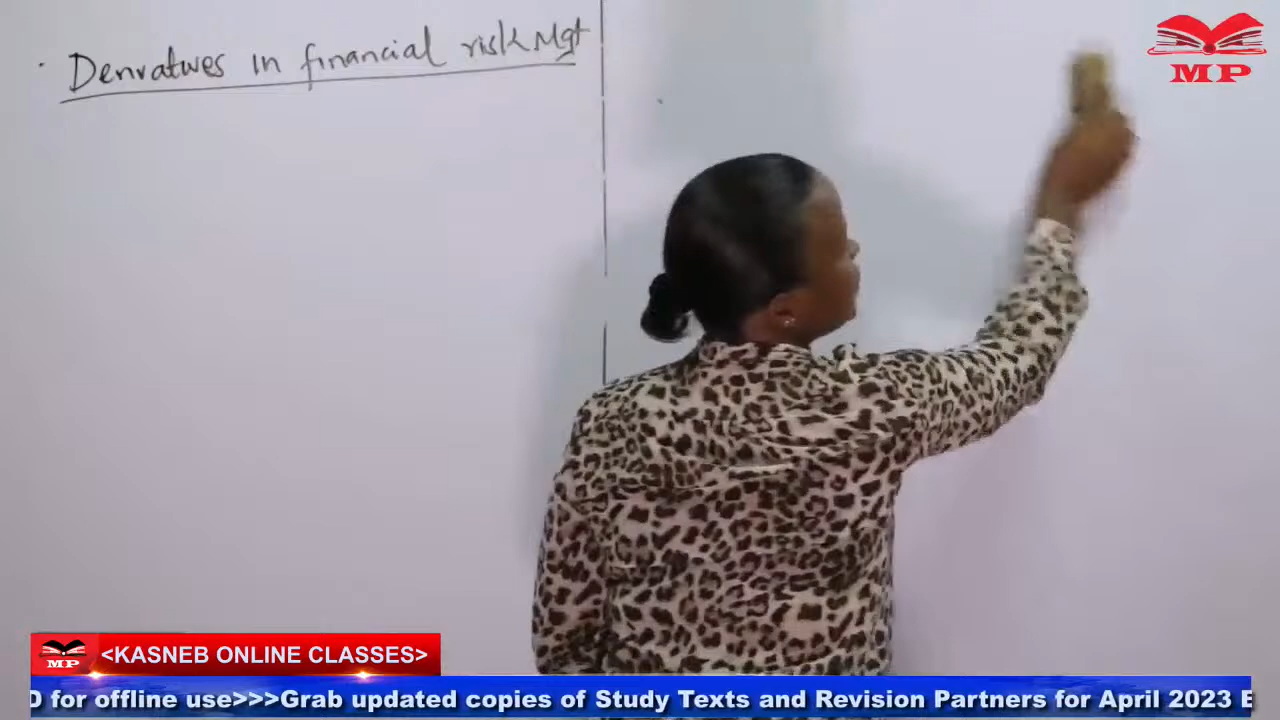 Derivatives in financial risk Mgt
MP
MP
<KASNEB ONLINE CLASSES>
D for offline use>>>Grab updated copies of Study Texts and Revision Partners for April 2023 E